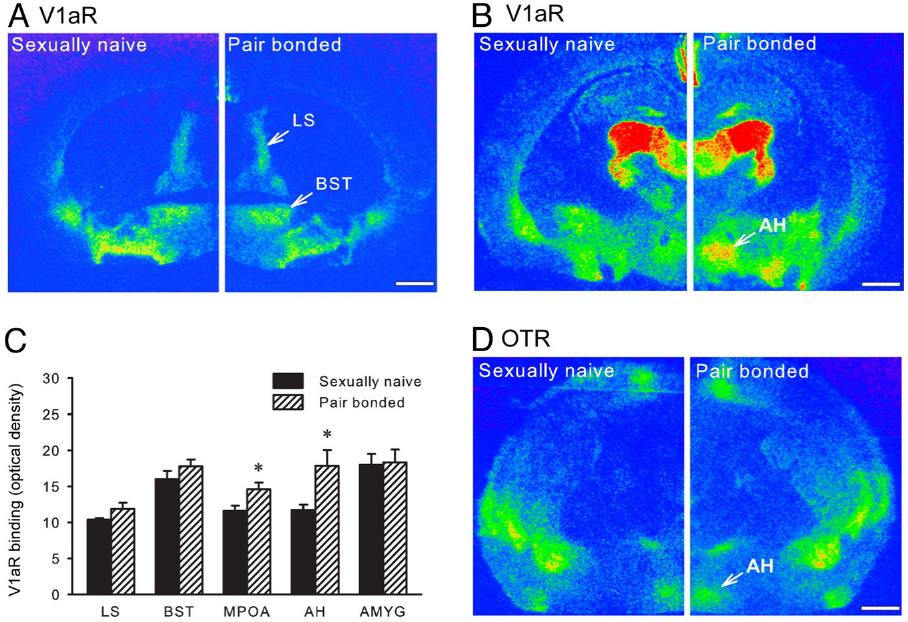 A V1aR
Sexually naive
Pair bonded
LS
BST
B V1aR
Sexually naive
Pair bonded
AH
C
V1aR binding (optical density)
30
25
20
15
10
5
0
Sexually naive
Pair bonded
*
*
LS BST MPOA AH AMYG
D OTR
Sexually naive
Pair bonded
AH